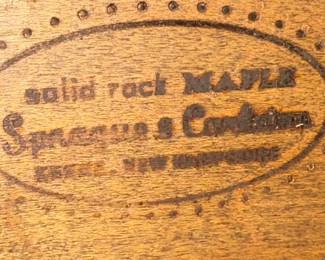 solid rock MAPLE
Sprague & Carleton
KEENE, NEW HAMPSHIRE